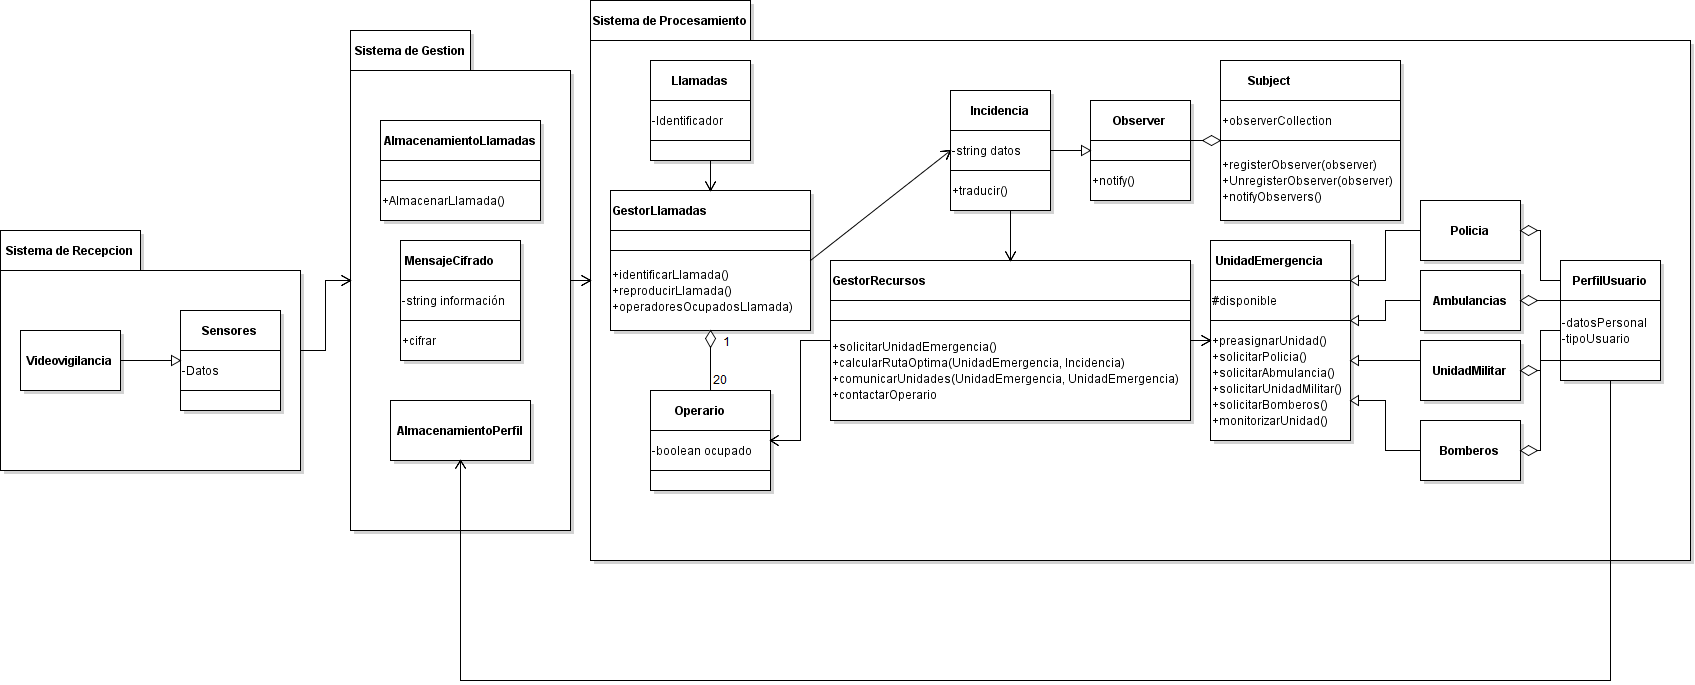 Sistema de Recepcion
Videovigilancia
Sensores
-Datos
Sistema de Gestion
AlmacenamientoLlamadas
+AlmacenarLlamada()
MensajeCifrado
-string información
+cifrar
AlmacenamientoPerfil
Sistema de Procesamiento
Llamadas
-Identificador
GestorLlamadas
+identificarLlamada()
+reproducirLlamada()
+operadoresOcupadosLlamada)
1
20
Operario
-boolean ocupado
Incidencia
-string datos
+traducir()
Observer
+notify()
Subject
+observerCollection
+registerObserver(observer)
+UnregisterObserver(observer)
+notifyObservers()
GestorRecursos
+solicitarUnidadEmergencia()
+calcularRutaOptima(UnidadEmergencia, Incidencia)
+comunicarUnidades(UnidadEmergencia, UnidadEmergencia)
+contactarOperario
UnidadEmergencia
#disponible
+preasignarUnidad()
+solicitarPolicia()
+solicitarAbmulancia()
+solicitarUnidadMilitar()
+solicitarBomberos()
+monitorizarUnidad()
Policia
Ambulancias
UnidadMilitar
Bomberos
PerfilUsuario
-datosPersonal
-tipoUsuario